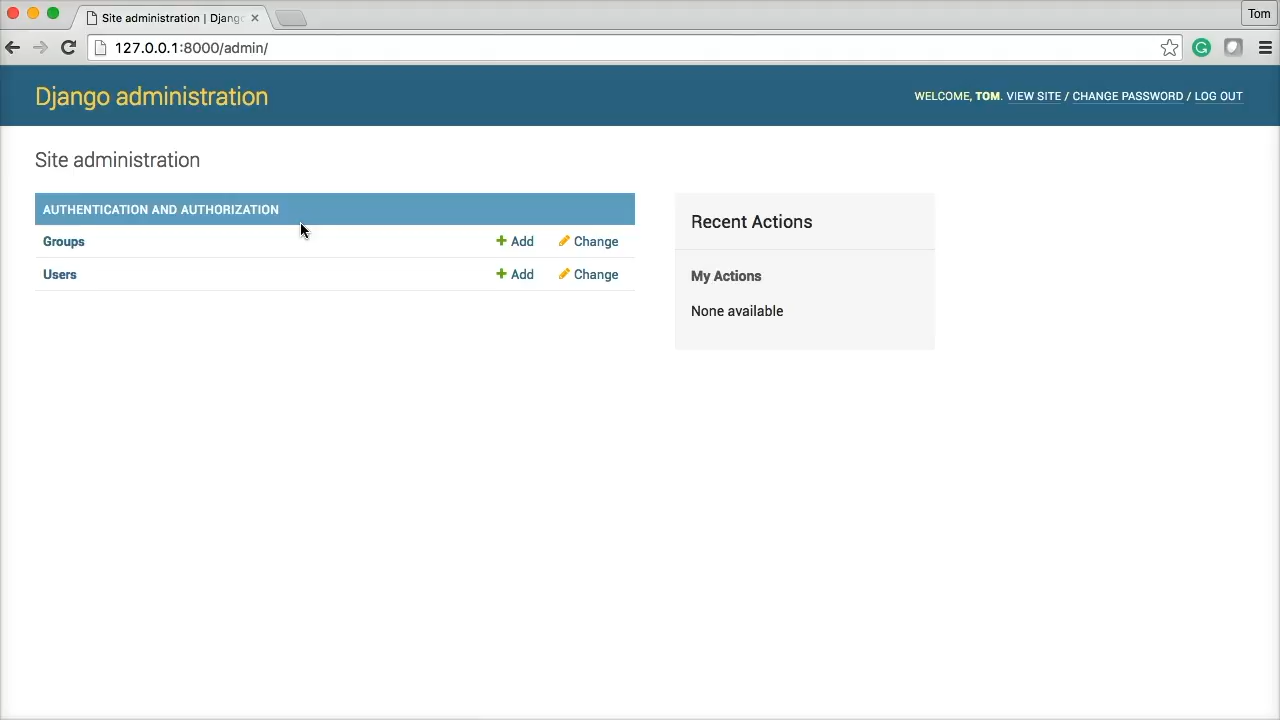 Site administration | Djang
Tom
127.0.0.1:8000/admin/
Django administration
WELCOME, TOM. VIEW SITE / CHANGE PASSWORD / LOG OUT
Site administration
AUTHENTICATION AND AUTHORIZATION
Groups Add Change
Users Add Change
Recent Actions
My Actions
None available